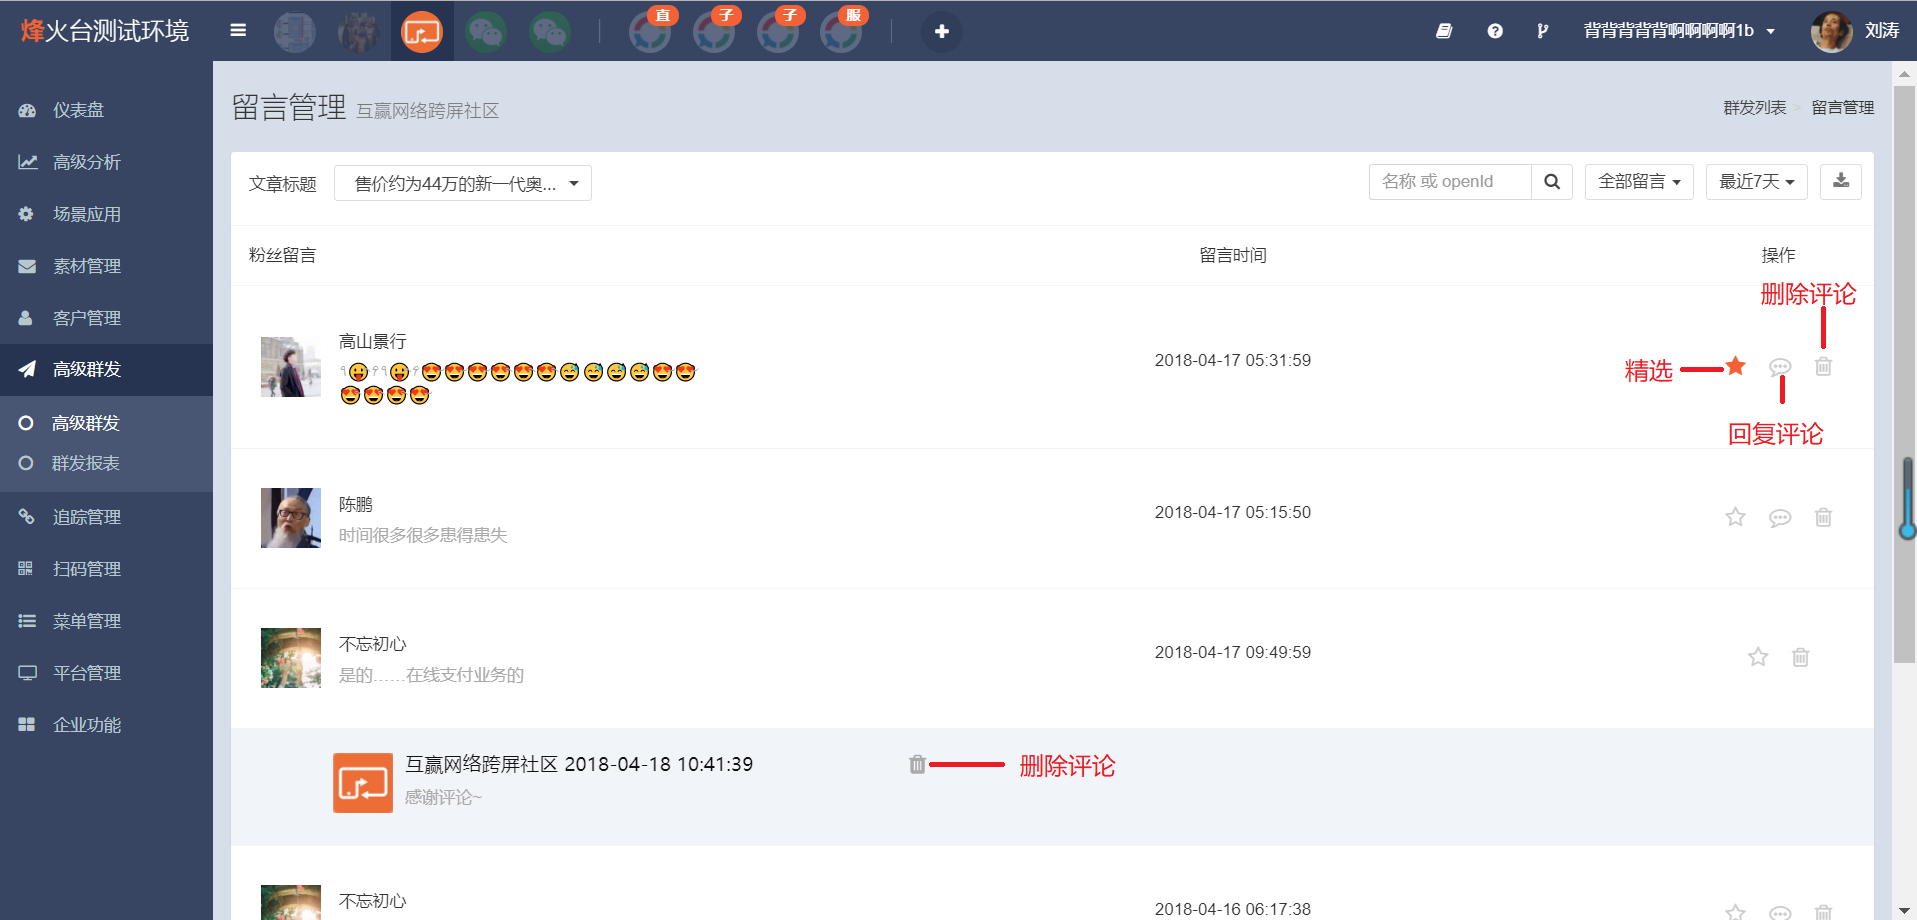 烽火台测试环境
直
子
子
服
背背背背背啊啊啊啊1b
刘涛
仪表盘
高级分析
场景应用
素材管理
客户管理
高级群发
高级群发
群发报表
追踪管理
扫码管理
菜单管理
平台管理
企业功能
留言管理 互赢网络跨屏社区
群发列表 > 留言管理
文章标题
售价约为44万的新一代奥...
名称 或 openId
全部留言
最近7天
粉丝留言
留言时间
操作
删除评论
高山景行
2018-04-17 05:31:59
精选
回复评论
陈鹏
时间很多很多患得患失
2018-04-17 05:15:50
不忘初心
是的……在线支付业务的
2018-04-17 09:49:59
互赢网络跨屏社区 2018-04-18 10:41:39
感谢评论~
删除评论
不忘初心
2018-04-16 06:17:38